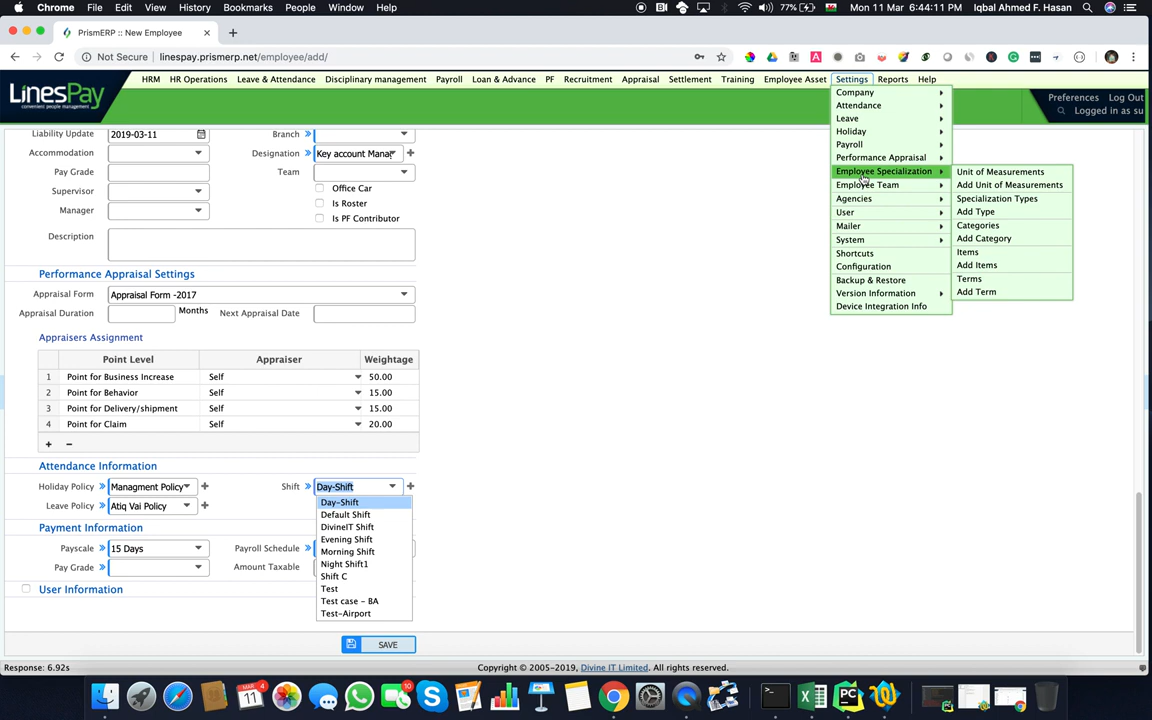 Chrome File Edit View History Bookmarks People Window Help 77% Mon 11 Mar 6:44:11 PM Iqbal Ahmed F. Hasan
PrismERP :: New Employee
Not Secure linespay.prismerp.net/employee/add/
HRM HR Operations Leave & Attendance Disciplinary management Payroll Loan & Advance PF Recruitment Appraisal Settlement Training Employee Asset Settings Reports Help
LinesPay
convenient people management
Preferences Log Out
Logged in as su
Company
Attendance
Leave
Holiday
Payroll
Performance Appraisal
Employee Specialization
Employee Team
Agencies
User
Mailer
System
Shortcuts
Configuration
Backup & Restore
Version Information
Device Integration Info
Unit of Measurements
Add Unit of Measurements
Specialization Types
Add Type
Categories
Add Category
Items
Add Items
Terms
Add Term
Liability Update 2019-03-11 Branch
Accommodation Designation Key account Mana
Pay Grade Team
Supervisor Office Car
Is Roster
Manager Is PF Contributor
Description
Performance Appraisal Settings
Appraisal Form Appraisal Form -2017
Appraisal Duration Months Next Appraisal Date
Appraisers Assignment
Point Level Appraiser Weightage
1 Point for Business Increase Self 50.00
2 Point for Behavior Self 15.00
3 Point for Delivery/shipment Self 15.00
4 Point for Claim Self 20.00
+ −
Attendance Information
Holiday Policy Managment Policy Shift Day-Shift
Leave Policy Atiq Vai Policy
Day-Shift
Default Shift
DivineIT Shift
Evening Shift
Morning Shift
Night Shift1
Shift C
Test
Test case - BA
Test-Airport
Payment Information
Payscale 15 Days Payroll Schedule
Pay Grade Amount Taxable
User Information
SAVE
Response: 6.92s Copyright © 2005-2019, Divine IT Limited. All rights reserved.
11
4
10
PC